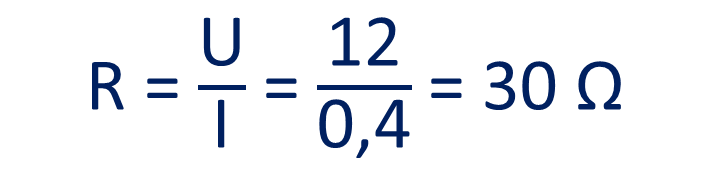 R = U/I = 12/0,4 = 30 Ω